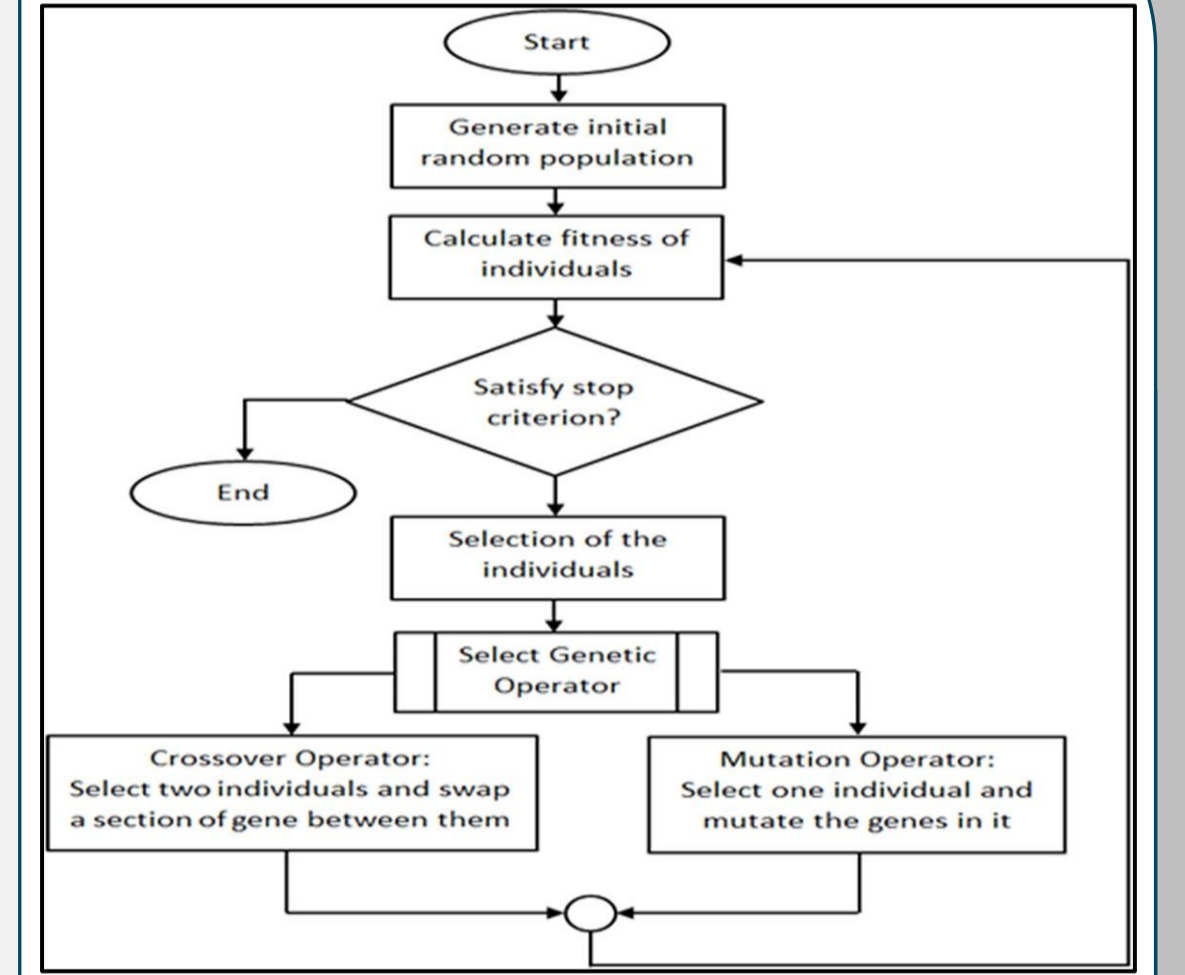 Start
Generate initial
random population
Calculate fitness of
individuals
Satisfy stop
criterion?
End
Selection of the
individuals
Select Genetic
Operator
Crossover Operator:
Select two individuals and swap
a section of gene between them
Mutation Operator:
Select one individual and
mutate the genes in it